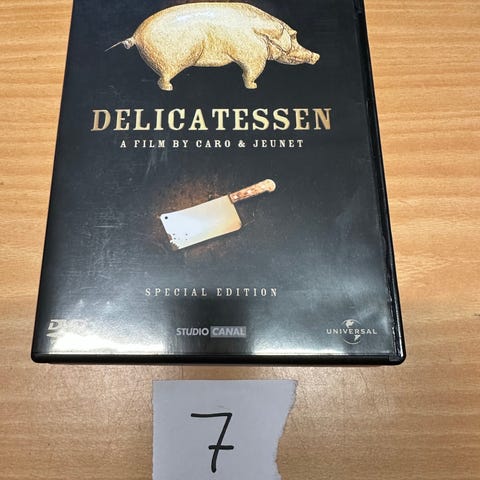 DELICATESSEN
A FILM BY CARO & JEUNET
SPECIAL EDITION
DVD
STUDIO CANAL
UNIVERSAL
7